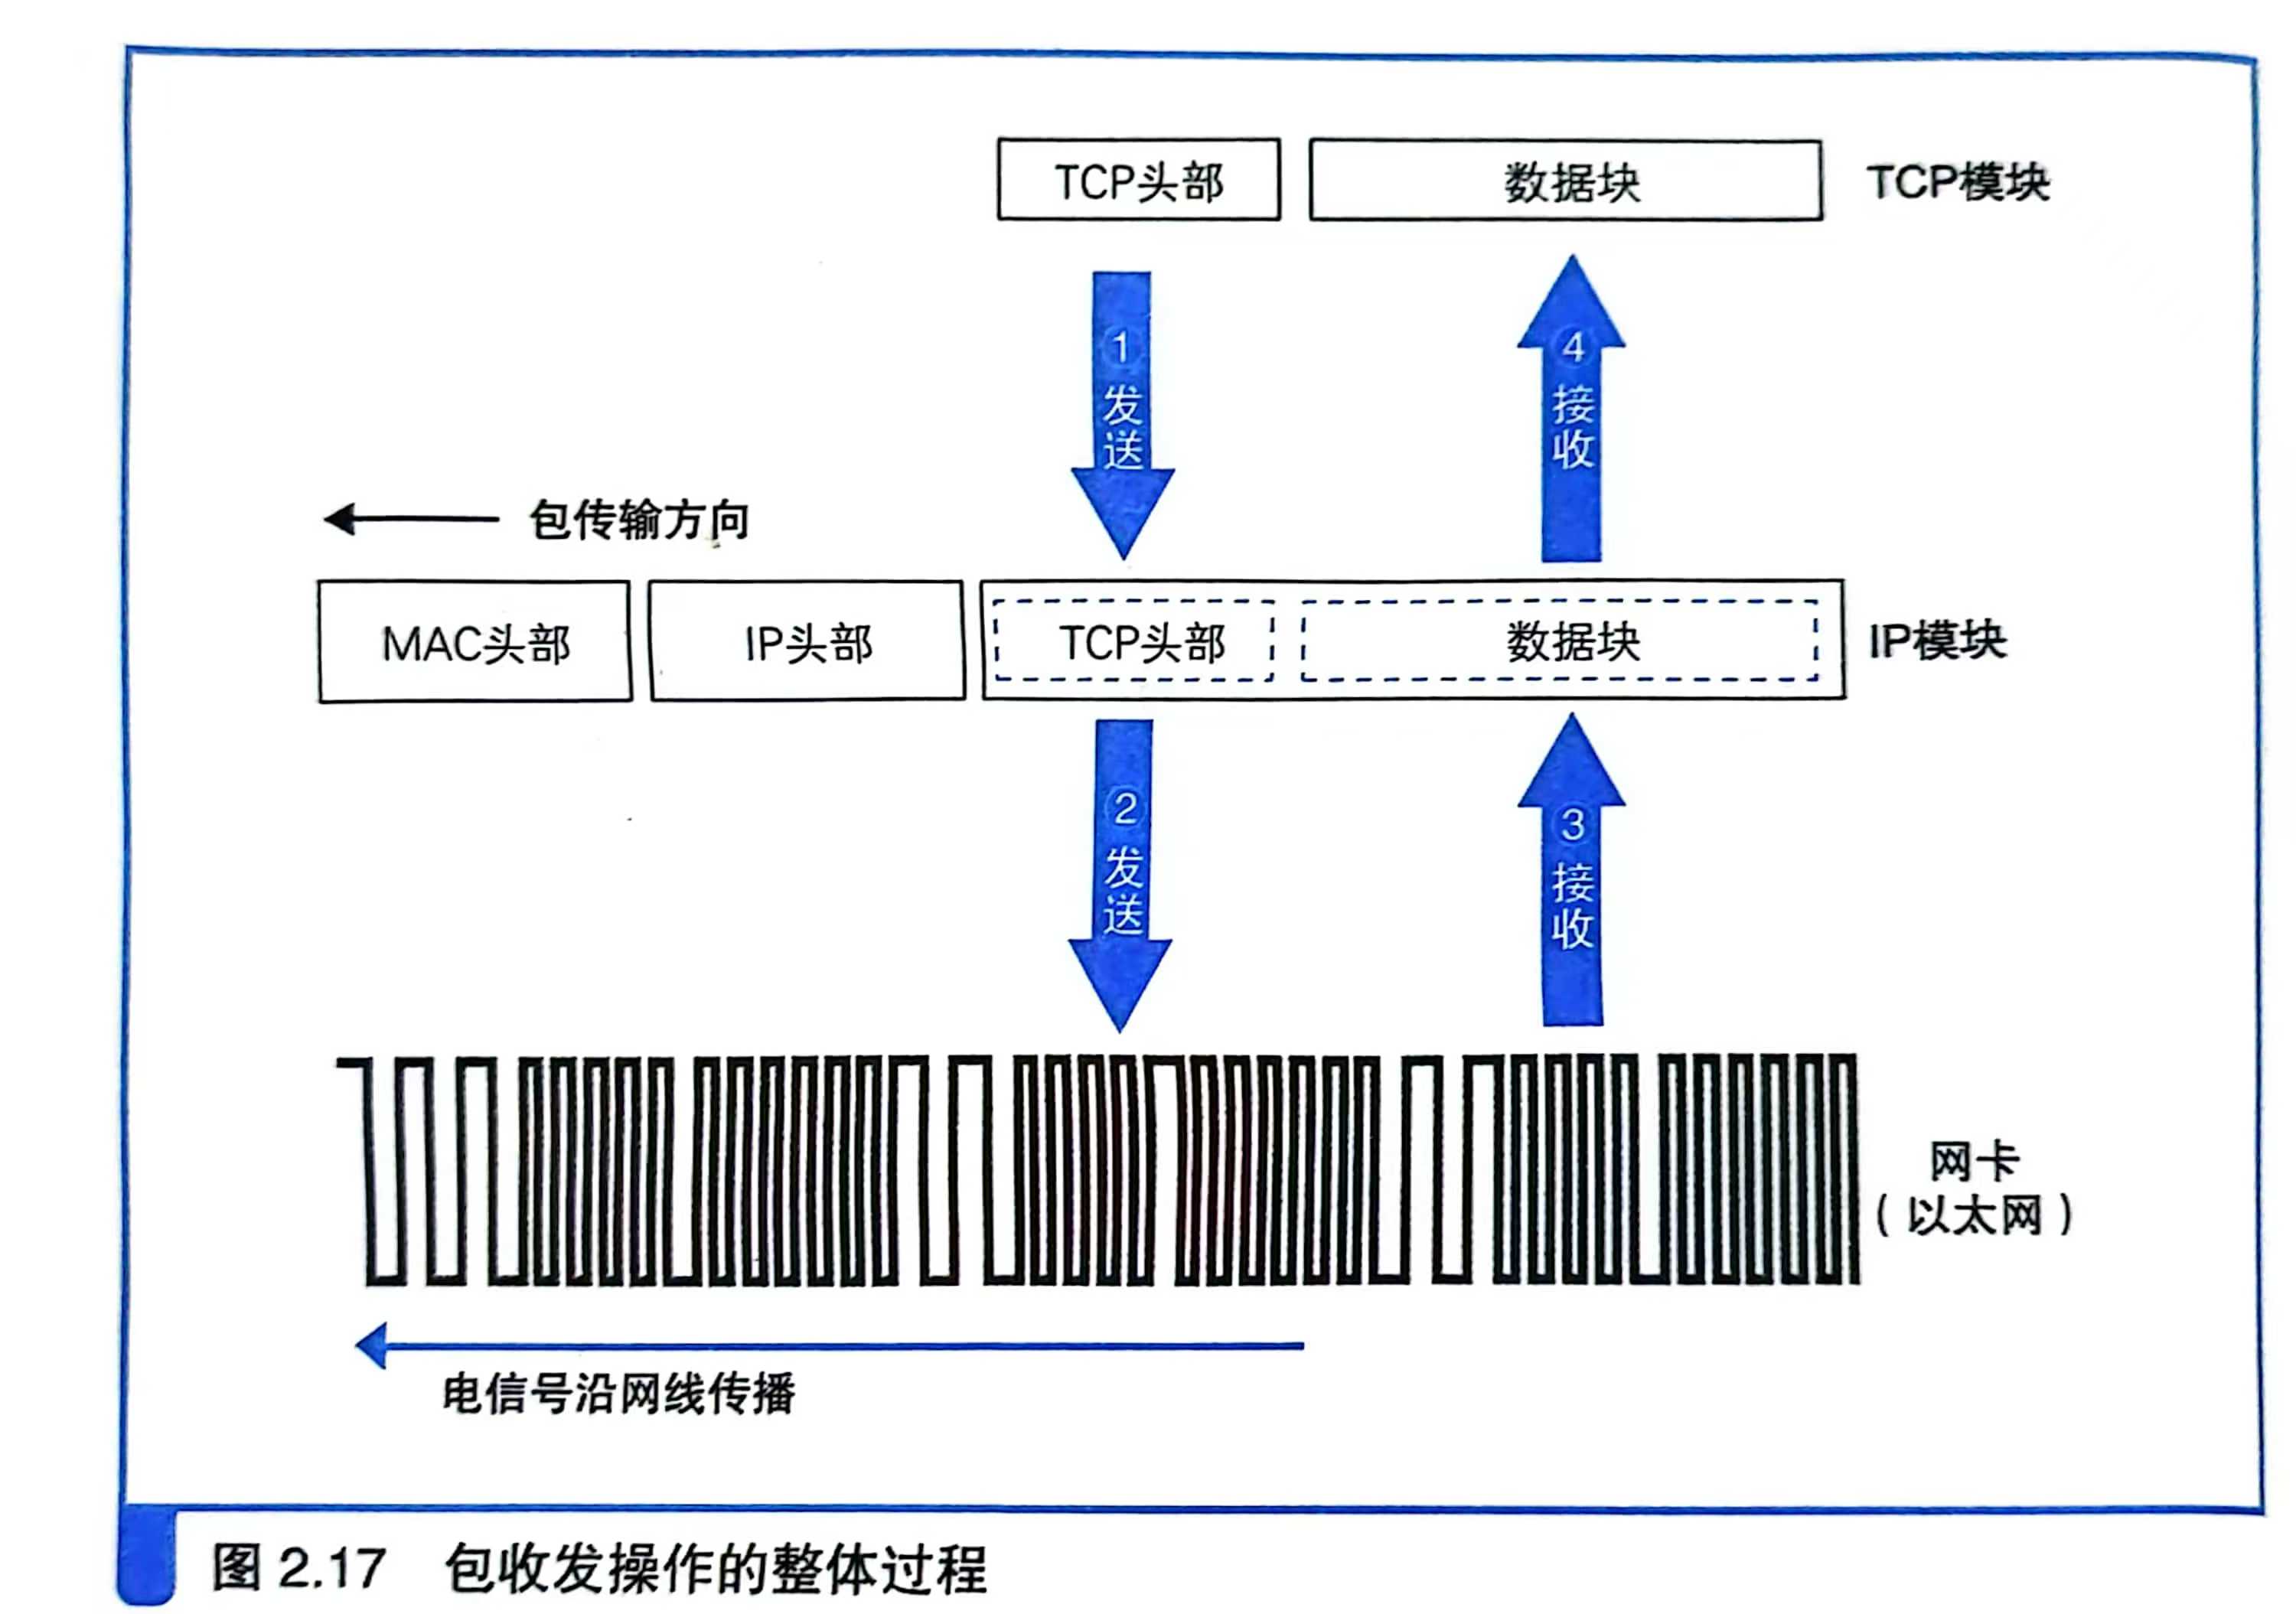 TCP头部 数据块 TCP模块
①发送
④接收
包传输方向
MAC头部 IP头部 TCP头部 数据块 IP模块
②发送
③接收
网卡
（以太网）
电信号沿网线传播
图 2.17 包收发操作的整体过程